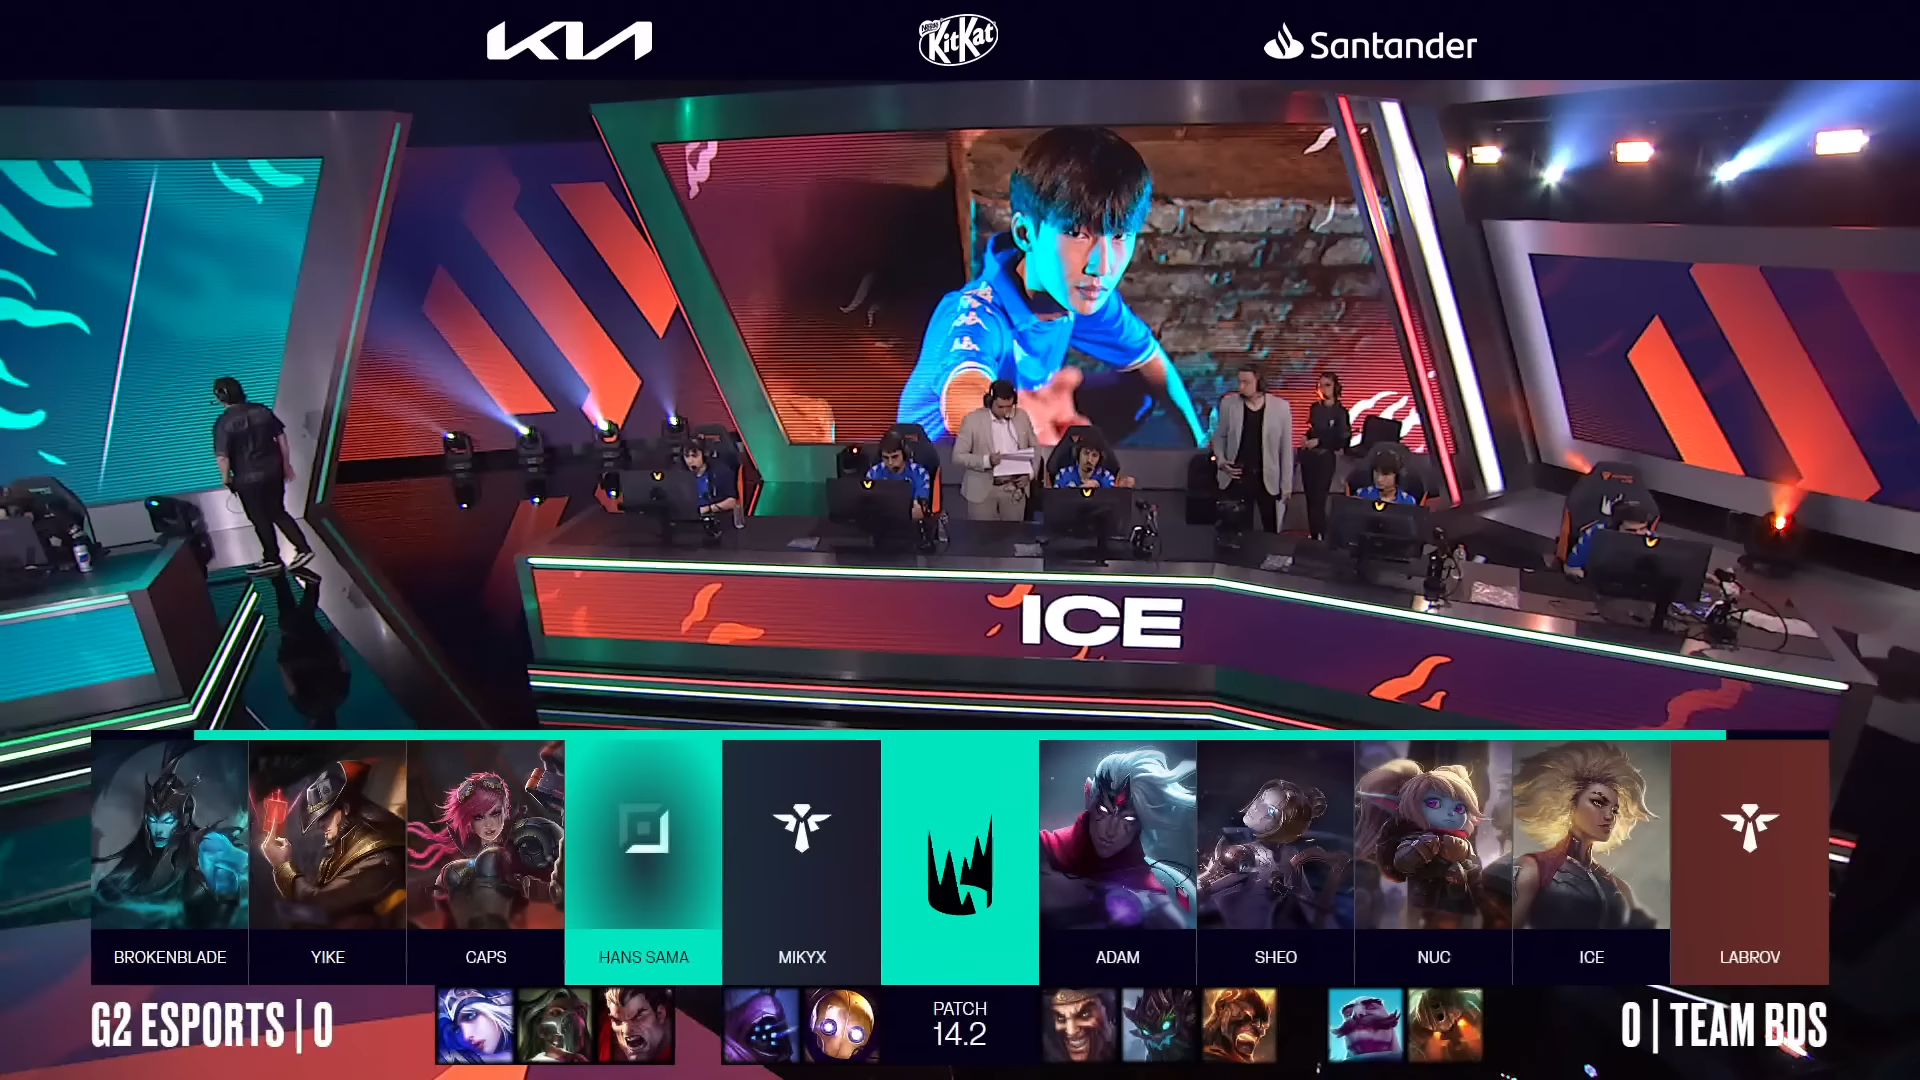 KIA
NESTLE
KitKat
Santander
ICE
BROKENBLADE
YIKE
CAPS
HANS SAMA
MIKYX
ADAM
SHEO
NUC
ICE
LABROV
G2 ESPORTS | 0
PATCH
14.2
0 | TEAM BDS